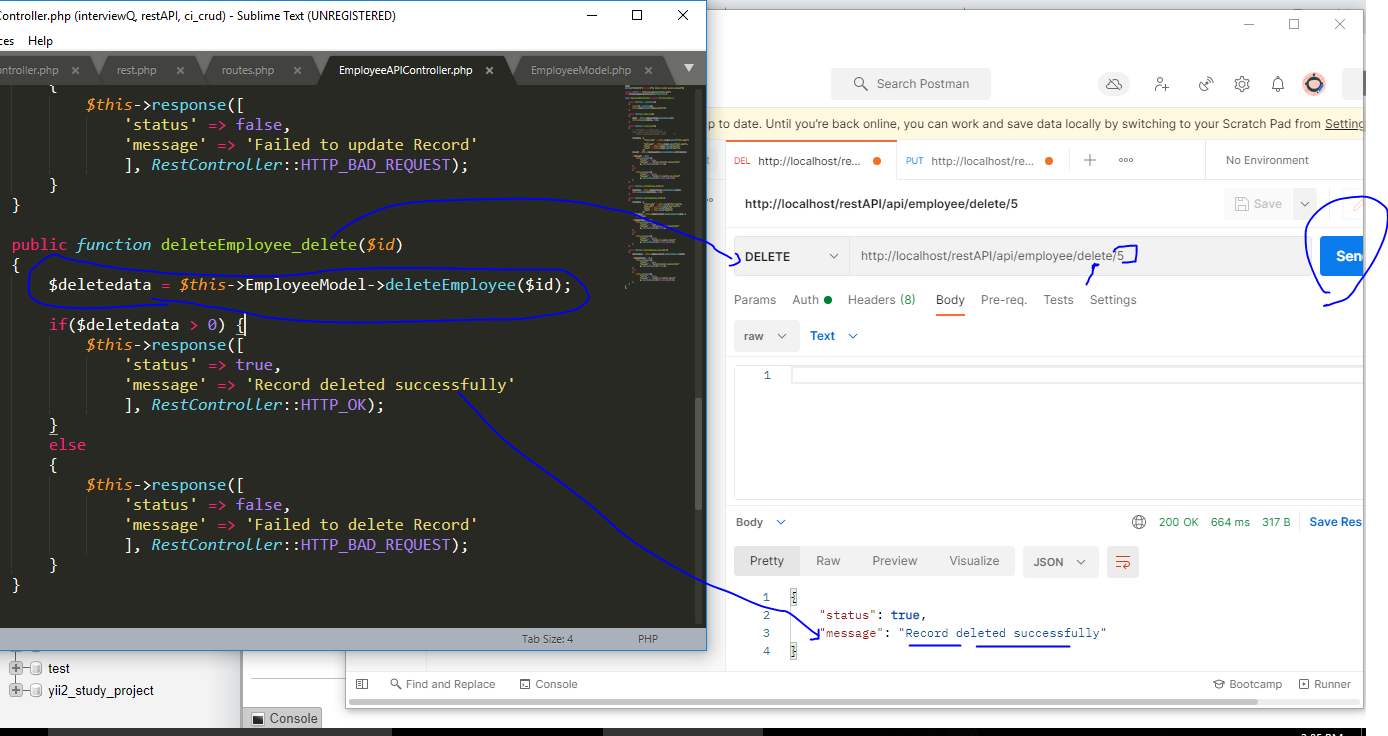 Controller.php (interviewQ, restAPI, ci_crud) - Sublime Text (UNREGISTERED)
Help
ntroller.php × rest.php × routes.php × EmployeeAPIController.php × EmployeeModel.php ×
{
$this->response([
'status' => false,
'message' => 'Failed to update Record'
], RestController::HTTP_BAD_REQUEST);
}
}
public function deleteEmployee_delete($id)
{
$deletedata = $this->EmployeeModel->deleteEmployee($id);
if($deletedata > 0) {
$this->response([
'status' => true,
'message' => 'Record deleted successfully'
], RestController::HTTP_OK);
}
else
{
$this->response([
'status' => false,
'message' => 'Failed to delete Record'
], RestController::HTTP_BAD_REQUEST);
}
}
Tab Size: 4 PHP
test
yii2_study_project
Console
Search Postman
p to date. Until you're back online, you can work and save data locally by switching to your Scratch Pad from Setting
DEL http://localhost/re... PUT http://localhost/re... + ooo No Environment
http://localhost/restAPI/api/employee/delete/5 Save
DELETE http://localhost/restAPI/api/employee/delete/5 Sen
Params Auth Headers (8) Body Pre-req. Tests Settings
raw Text
1
Body 200 OK 664 ms 317 B Save Res
Pretty Raw Preview Visualize JSON
1 {
2 "status": true,
3 "message": "Record deleted successfully"
4 }
Find and Replace Console Bootcamp Runner